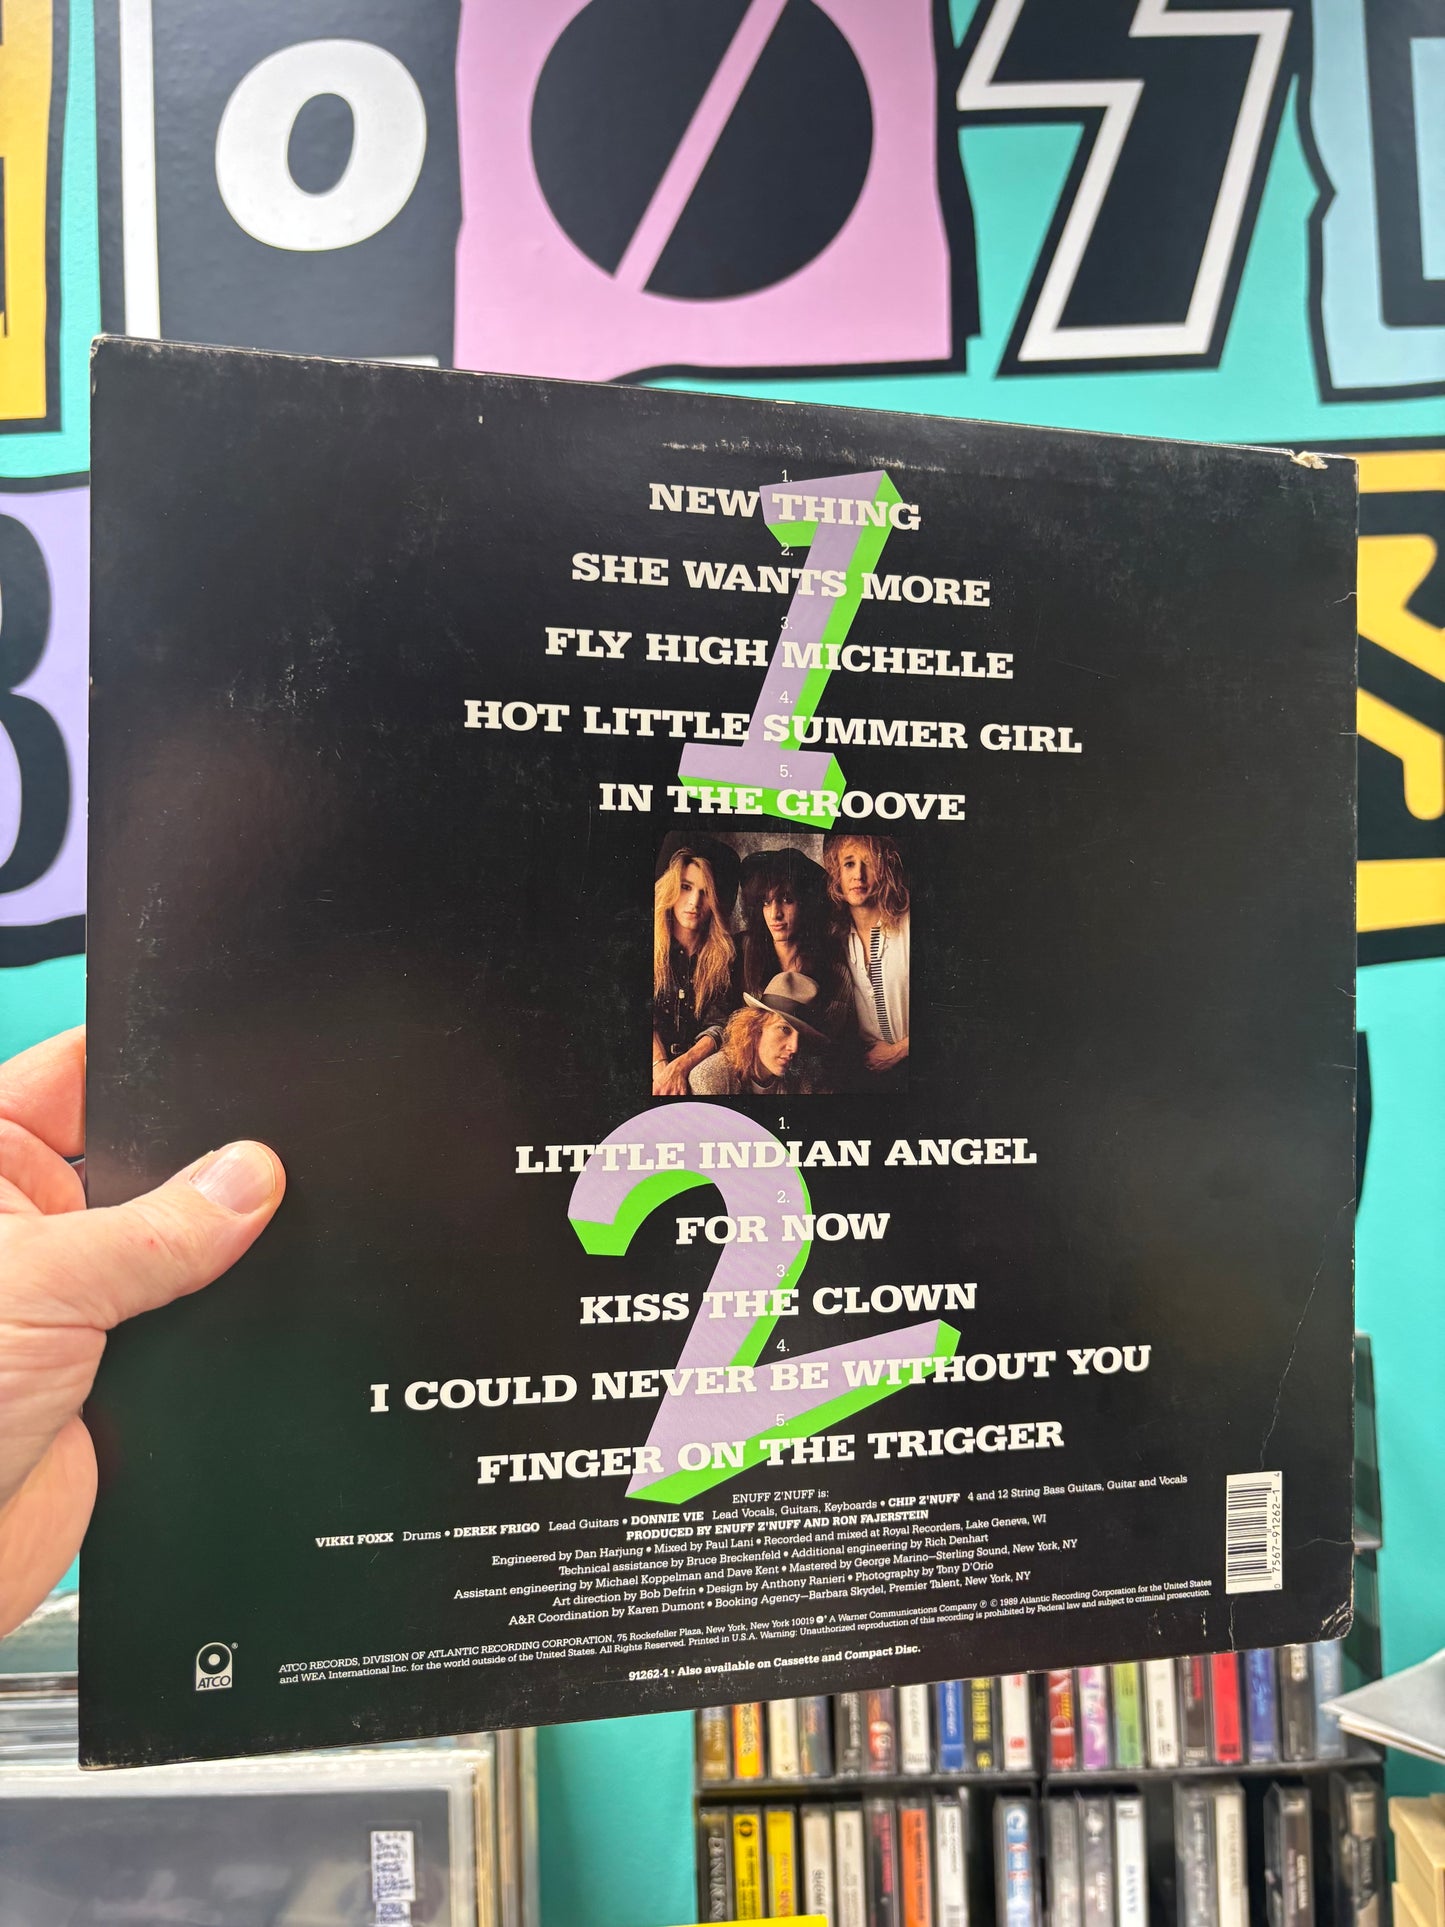 1.
NEW THING
2.
SHE WANTS MORE
3.
FLY HIGH MICHELLE
4.
HOT LITTLE SUMMER GIRL
5.
IN THE GROOVE
1
1.
LITTLE INDIAN ANGEL
2.
FOR NOW
3.
KISS THE CLOWN
4.
I COULD NEVER BE WITHOUT YOU
5.
FINGER ON THE TRIGGER
2
ENUFF Z'NUFF is:
VIKKI FOXX Drums • DEREK FRIGO Lead Guitars • DONNIE VIE Lead Vocals, Guitars, Keyboards • CHIP Z'NUFF 4 and 12 String Bass Guitars, Guitar and Vocals
PRODUCED BY ENUFF Z'NUFF AND RON FAJERSTEIN
Engineered by Dan Harjung • Mixed by Paul Lani • Recorded and mixed at Royal Recorders, Lake Geneva, WI
Technical assistance by Bruce Breckenfeld • Additional engineering by Rich Denhart
Assistant engineering by Michael Koppelman and Dave Kent • Mastered by George Marino—Sterling Sound, New York, NY
Art direction by Bob Defrin • Design by Anthony Ranieri • Photography by Tony D'Orio
A&R Coordination by Karen Dumont • Booking Agency—Barbara Skydel, Premier Talent, New York, NY
ATCO RECORDS, DIVISION OF ATLANTIC RECORDING CORPORATION, 75 Rockefeller Plaza, New York, New York 10019 A Warner Communications Company ℗ © 1989 Atlantic Recording Corporation for the United States
and WEA International Inc. for the world outside of the United States. All Rights Reserved. Printed in U.S.A. Warning: Unauthorized reproduction of this recording is prohibited by Federal law and subject to criminal prosecution.
91262-1 • Also available on Cassette and Compact Disc.
ATCO®
0 7567-91262-1 4